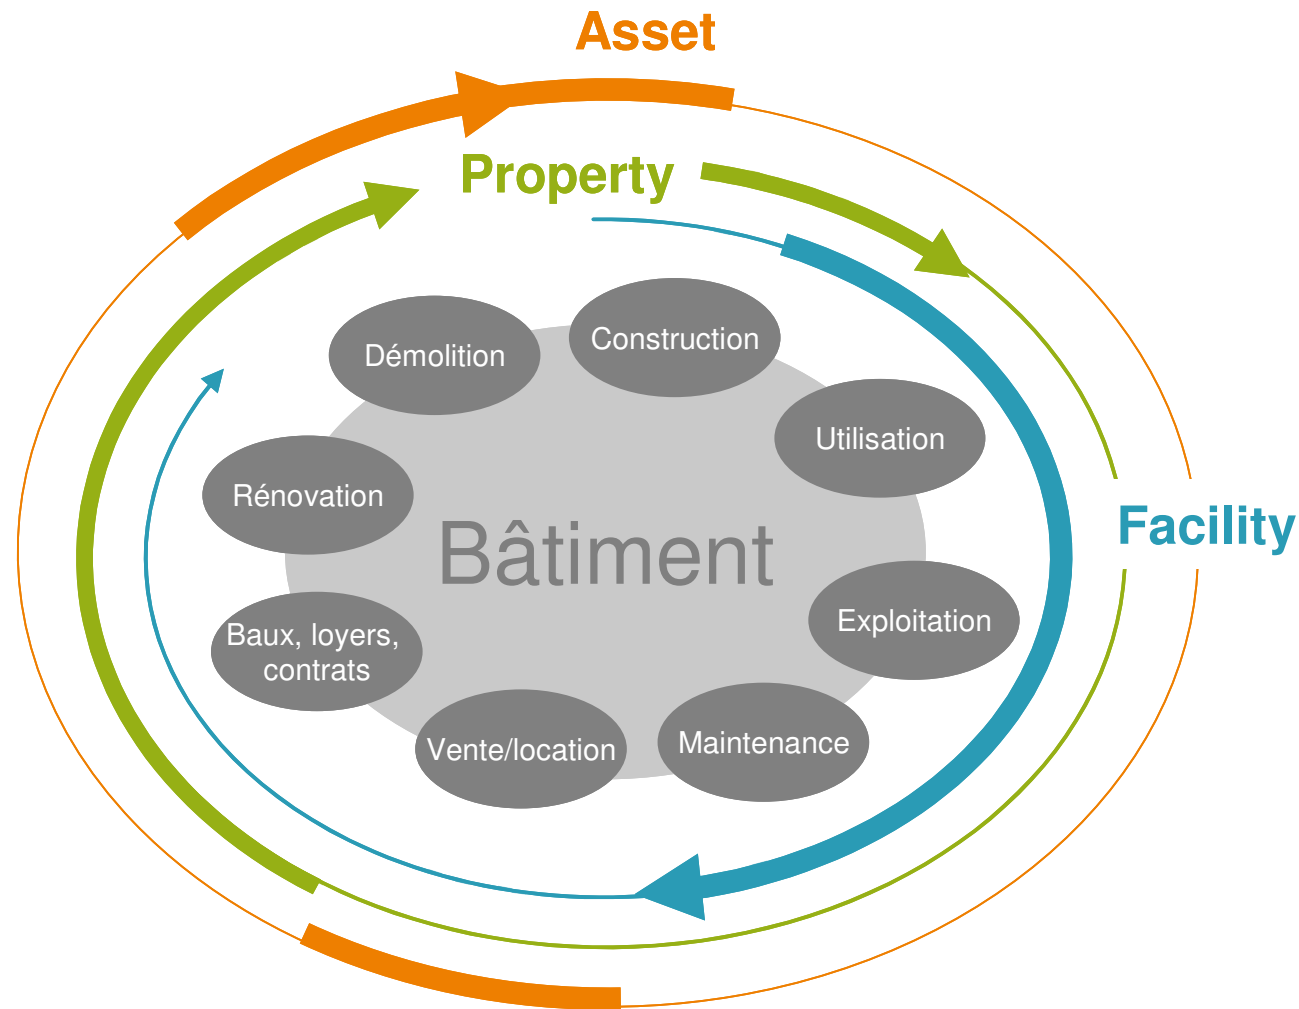 Asset
Property
Démolition
Construction
Utilisation
Rénovation
Bâtiment
Facility
Exploitation
Baux, loyers,
contrats
Vente/location
Maintenance